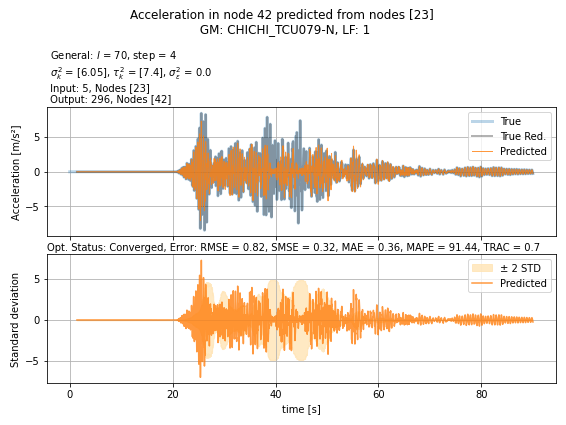 Acceleration in node 42 predicted from nodes [23]
GM: CHICHI_TCU079-N, LF: 1
General: l = 70, step = 4
σ²ₖ = [6.05], τ²ₖ = [7.4], σ²ε = 0.0
Input: 5, Nodes [23]
Output: 296, Nodes [42]
Acceleration [m/s²]
5
0
−5
True
True Red.
Predicted
Opt. Status: Converged, Error: RMSE = 0.82, SMSE = 0.32, MAE = 0.36, MAPE = 91.44, TRAC = 0.7
Standard deviation
5
0
−5
± 2 STD
Predicted
0 20 40 60 80
time [s]